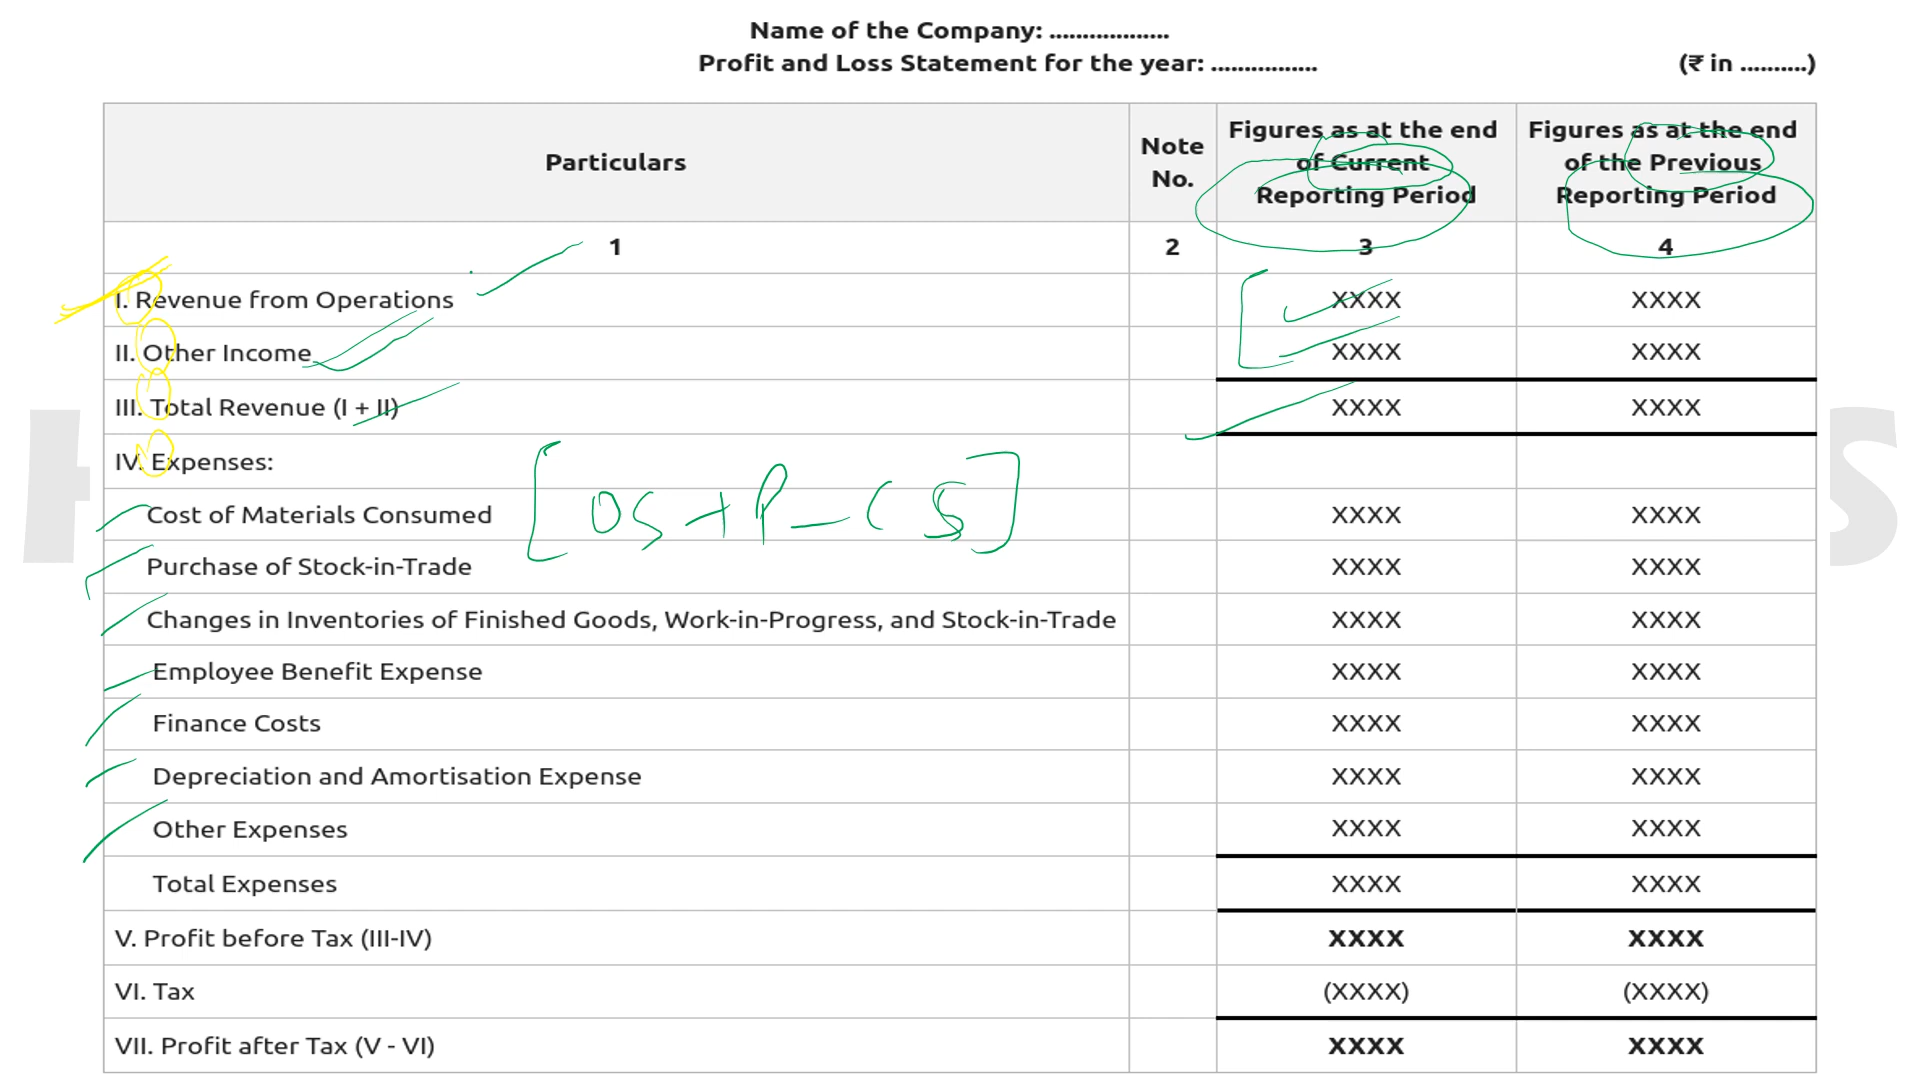 Name of the Company: ..................
Profit and Loss Statement for the year: ................ (₹ in ..........)
Particulars
Note No.
Figures as at the end of Current Reporting Period
Figures as at the end of the Previous Reporting Period
1 2 3 4
I. Revenue from Operations XXXX XXXX
II. Other Income XXXX XXXX
III. Total Revenue (I + II) XXXX XXXX
IV. Expenses:
[OS + P - CS]
Cost of Materials Consumed XXXX XXXX
Purchase of Stock-in-Trade XXXX XXXX
Changes in Inventories of Finished Goods, Work-in-Progress, and Stock-in-Trade XXXX XXXX
Employee Benefit Expense XXXX XXXX
Finance Costs XXXX XXXX
Depreciation and Amortisation Expense XXXX XXXX
Other Expenses XXXX XXXX
Total Expenses XXXX XXXX
V. Profit before Tax (III-IV) XXXX XXXX
VI. Tax (XXXX) (XXXX)
VII. Profit after Tax (V - VI) XXXX XXXX